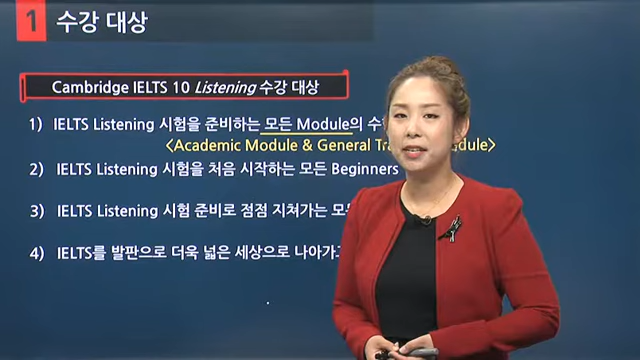 1 수강 대상
Cambridge IELTS 10 Listening 수강 대상
1) IELTS Listening 시험을 준비하는 모든 Module의
<Academic Module & General
2) IELTS Listening 시험을 처음 시작하는 모든 Beginners
3) IELTS Listening 시험 준비로 점점 지쳐가는
4) IELTS를 발판으로 더욱 넓은 세상으로